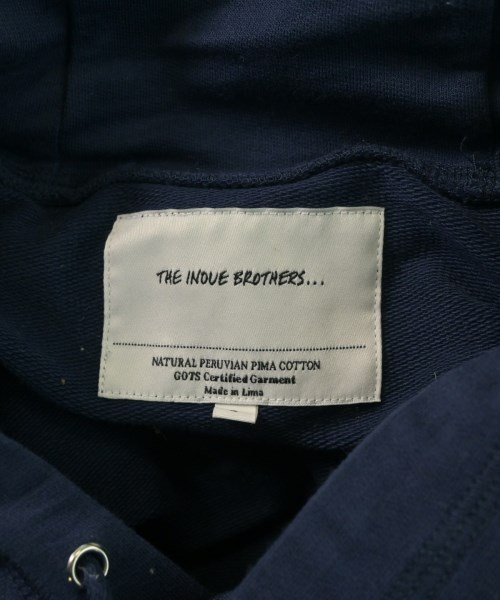 THE INOUE BROTHERS...
NATURAL PERUVIAN PIMA COTTON
GOTS Certified Garment
Made in Lima